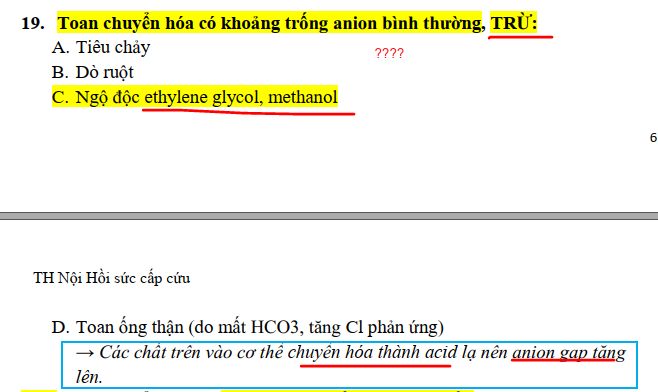 19. Toan chuyển hóa có khoảng trống anion bình thường, TRỪ:
A. Tiêu chảy
????
B. Dò ruột
C. Ngộ độc ethylene glycol, methanol
6
TH Nội Hồi sức cấp cứu
D. Toan ống thận (do mất HCO3, tăng Cl phản ứng)
→ Các chất trên vào cơ thể chuyển hóa thành acid lạ nên anion gap tăng
lên.